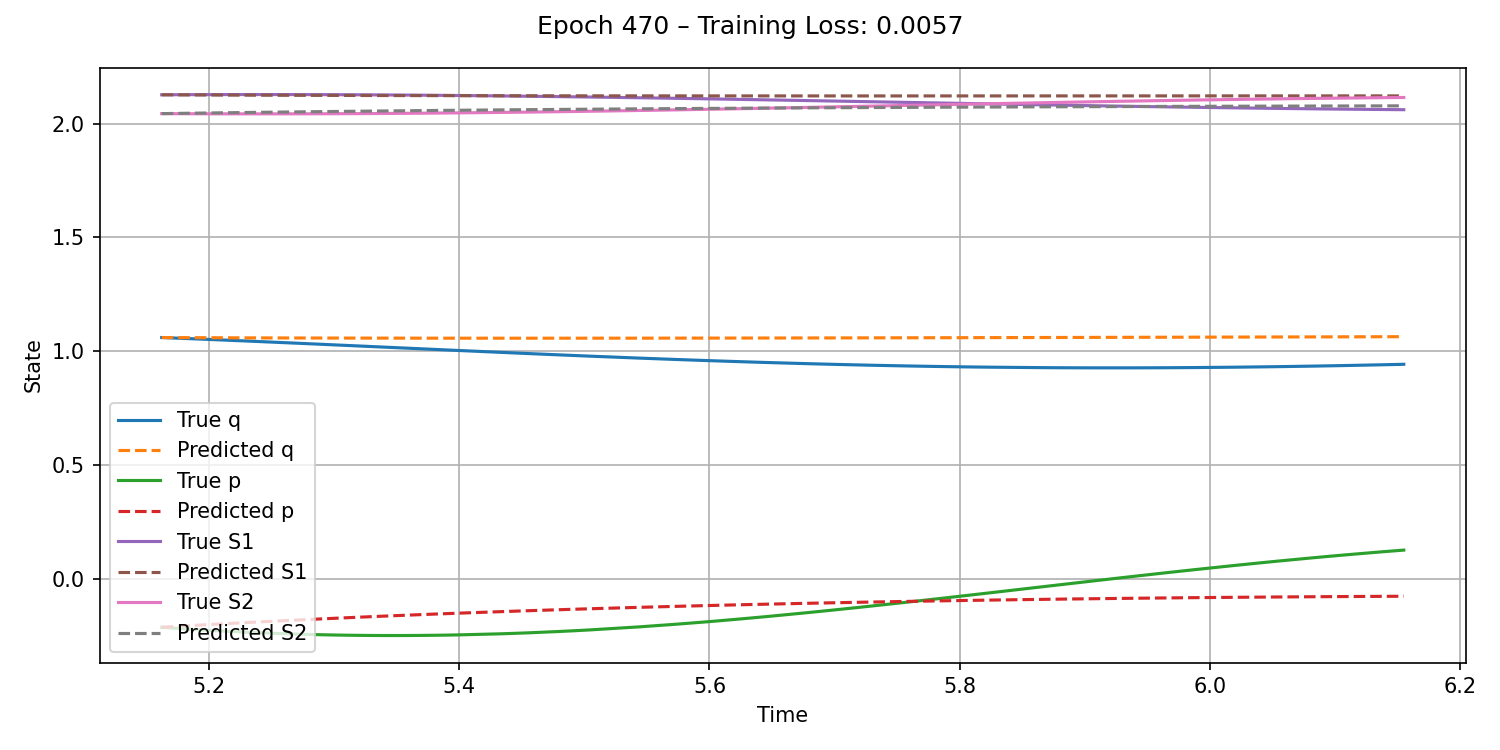 Epoch 470 – Training Loss: 0.0057
2.0
1.5
1.0
0.5
0.0
State
True q
Predicted q
True p
Predicted p
True S1
Predicted S1
True S2
Predicted S2
5.2 5.4 5.6 5.8 6.0 6.2
Time